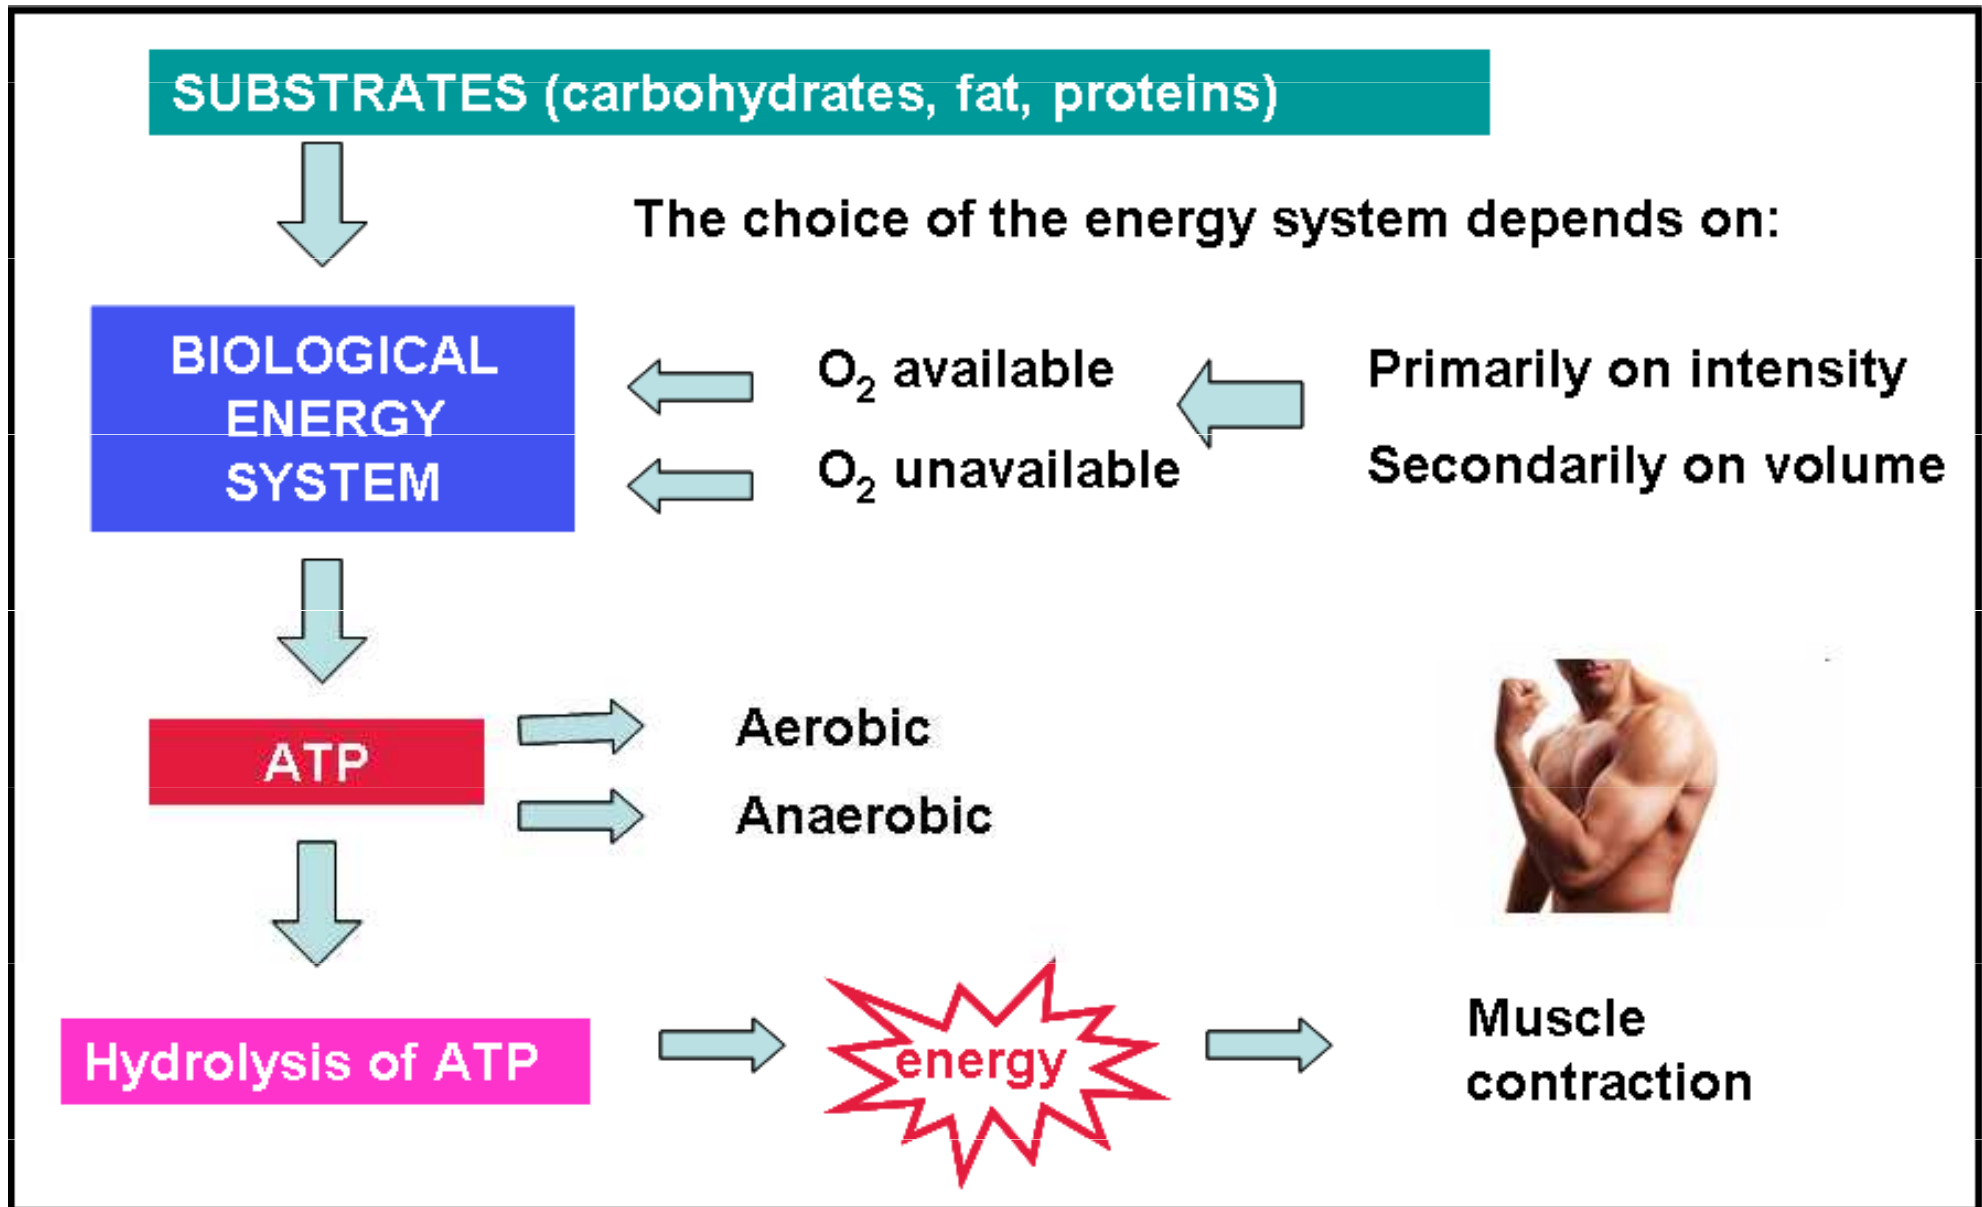 SUBSTRATES (carbohydrates, fat, proteins)
The choice of the energy system depends on:
BIOLOGICAL
ENERGY
SYSTEM
O₂ available
O₂ unavailable
Primarily on intensity
Secondarily on volume
ATP
Aerobic
Anaerobic
Hydrolysis of ATP
energy
Muscle
contraction